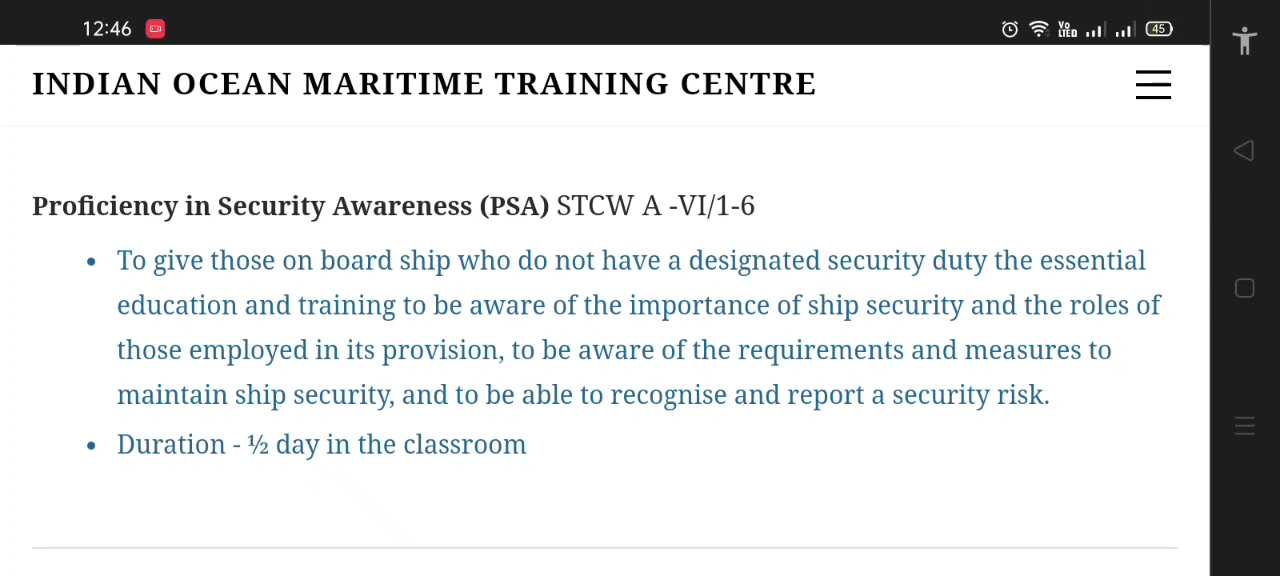 12:46
Vo LTED
45
INDIAN OCEAN MARITIME TRAINING CENTRE
Proficiency in Security Awareness (PSA) STCW A -VI/1-6
• To give those on board ship who do not have a designated security duty the essential
education and training to be aware of the importance of ship security and the roles of
those employed in its provision, to be aware of the requirements and measures to
maintain ship security, and to be able to recognise and report a security risk.
• Duration - ½ day in the classroom